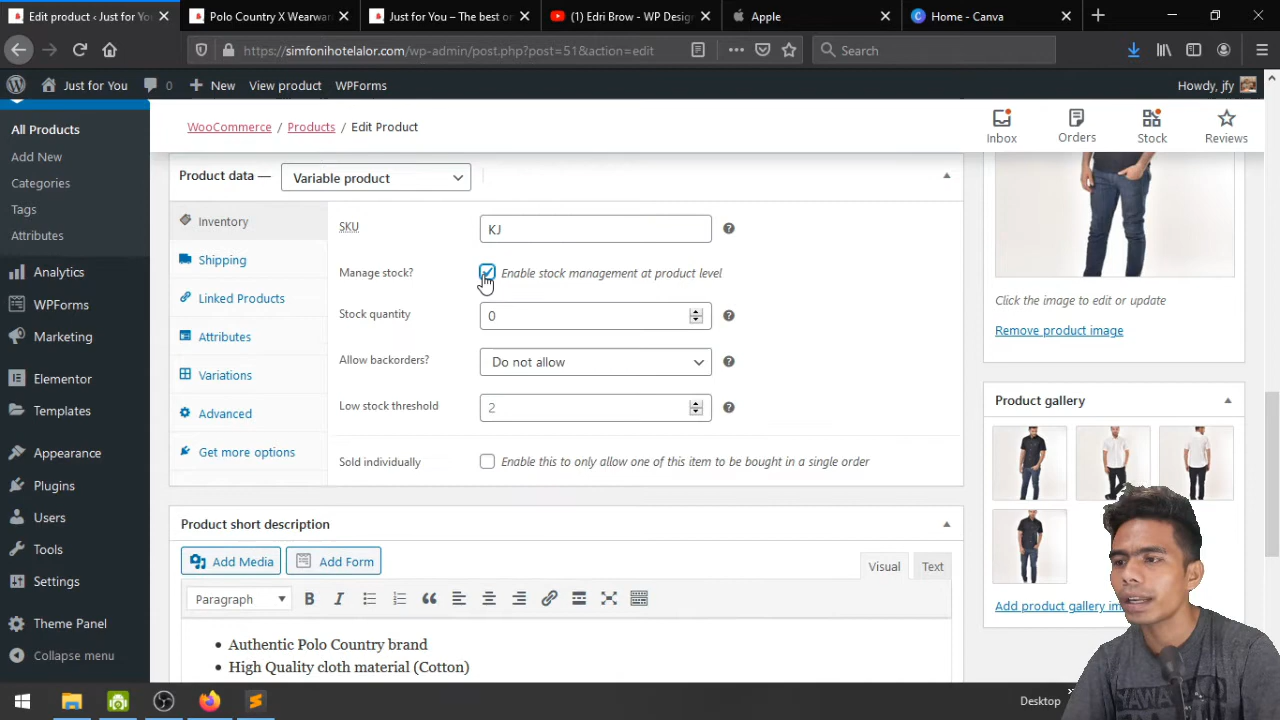 Edit product ‹ Just for You
Polo Country X Wearwar
Just for You – The best on
(1) Edri Brow - WP Desig
Apple
Home - Canva
https://simfonihotelalor.com/wp-admin/post.php?post=51&action=edit
Search
Just for You
0
New
View product
WPForms
Howdy, jfy
All Products
Add New
Categories
Tags
Attributes
Analytics
WPForms
Marketing
Elementor
Templates
Appearance
Plugins
Users
Tools
Settings
Theme Panel
Collapse menu
WooCommerce / Products / Edit Product
Inbox
Orders
Stock
Reviews
Product data —
Variable product
Inventory
Shipping
Linked Products
Attributes
Variations
Advanced
Get more options
SKU
KJ
Manage stock?
Enable stock management at product level
Stock quantity
0
Allow backorders?
Do not allow
Low stock threshold
2
Sold individually
Enable this to only allow one of this item to be bought in a single order
Product short description
Add Media
Add Form
Visual
Text
Paragraph
• Authentic Polo Country brand
• High Quality cloth material (Cotton)
Click the image to edit or update
Remove product image
Product gallery
Add product gallery im
Desktop